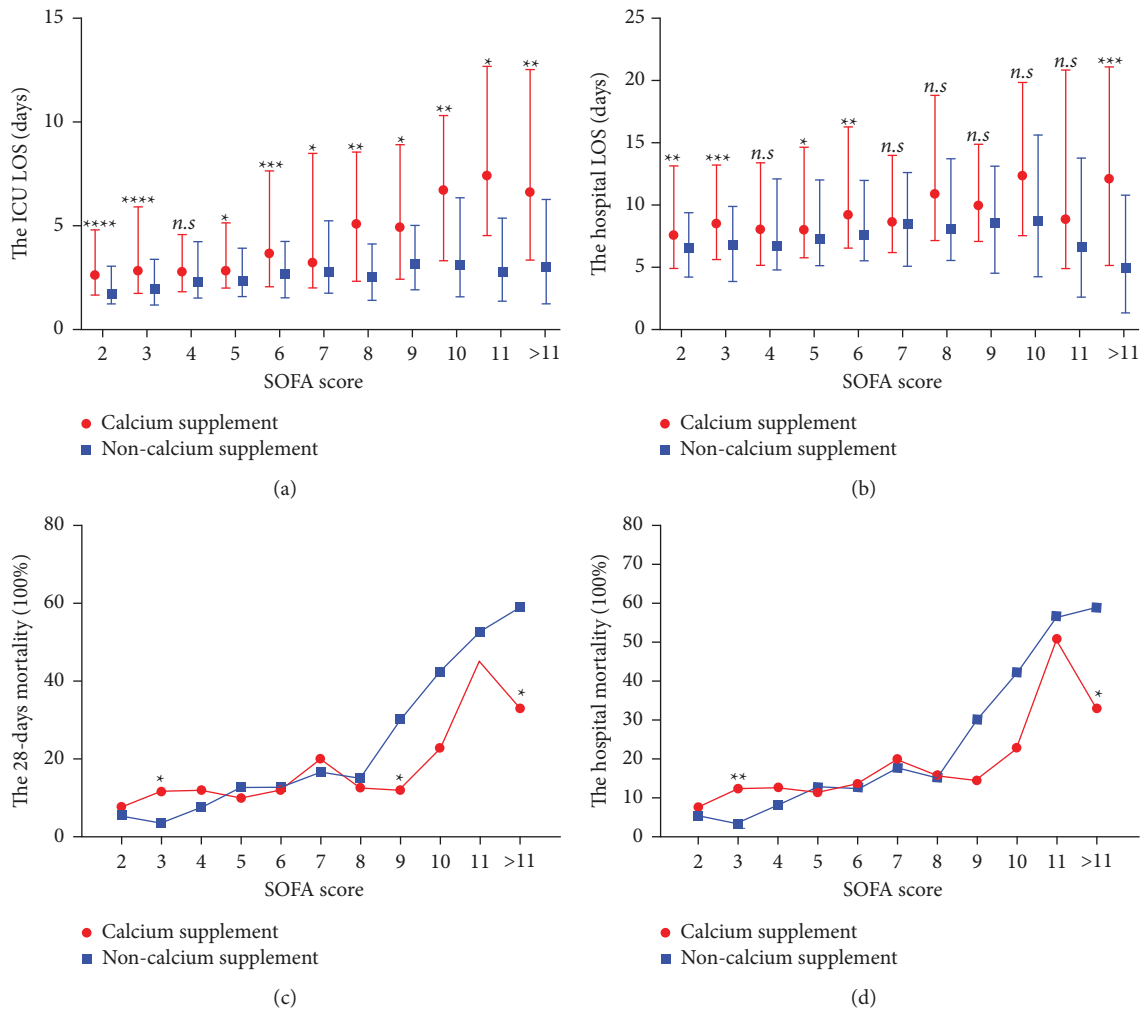 The ICU LOS (days)
15
10
5
0
**** **** n.s * *** * ** * ** * **
2 3 4 5 6 7 8 9 10 11 >11
SOFA score
Calcium supplement
Non-calcium supplement
(a)
The hospital LOS (days)
25
20
15
10
5
0
** *** n.s * ** n.s n.s n.s n.s n.s ***
2 3 4 5 6 7 8 9 10 11 >11
SOFA score
Calcium supplement
Non-calcium supplement
(b)
The 28-days mortality (100%)
80
60
40
20
0
* * *
2 3 4 5 6 7 8 9 10 11 >11
SOFA score
Calcium supplement
Non-calcium supplement
(c)
The hospital mortality (100%)
80
70
60
50
40
30
20
10
0
** *
2 3 4 5 6 7 8 9 10 11 >11
SOFA score
Calcium supplement
Non-calcium supplement
(d)